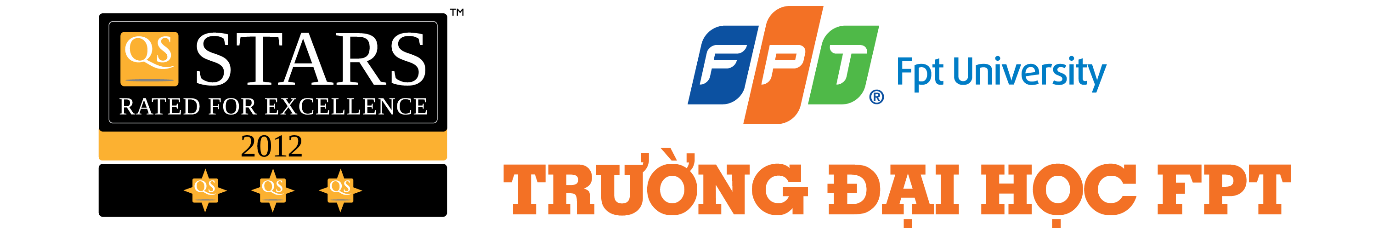 QS STARS™
RATED FOR EXCELLENCE
2012
QS QS QS
FPT® Fpt University
TRƯỜNG ĐẠI HỌC FPT